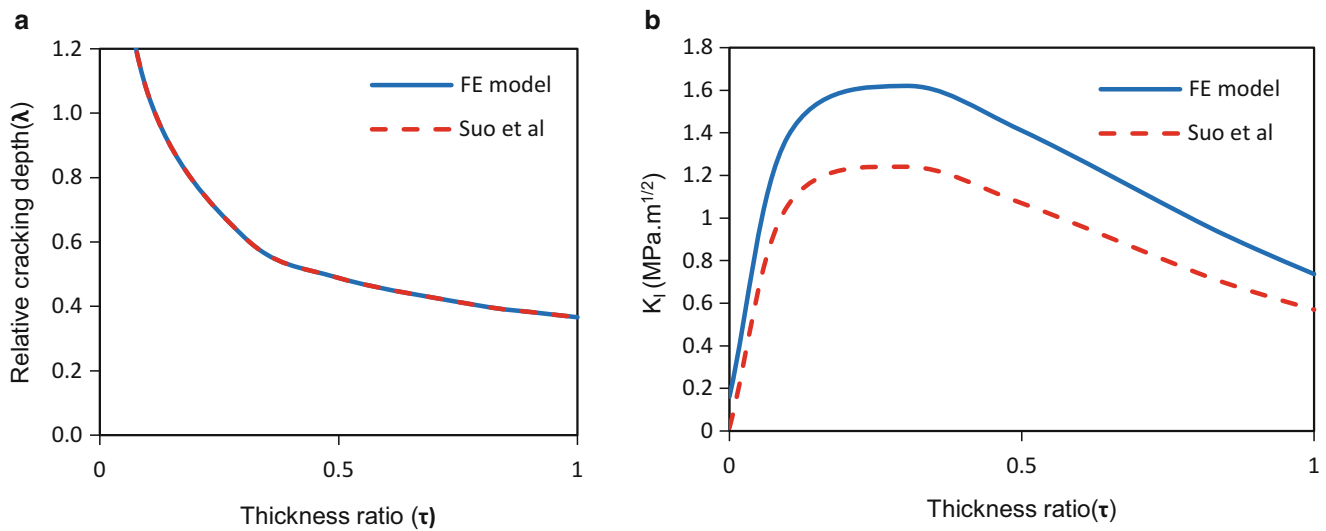 a
1.2
1.0
0.8
0.6
0.4
0.2
0.0
0
0.5
1
Relative cracking depth(λ)
Thickness ratio (τ)
FE model
Suo et al
b
1.8
1.6
1.4
1.2
1
0.8
0.6
0.4
0.2
0
0
0.5
1
K_I (MPa.m^1/2)
Thickness ratio(τ)
FE model
Suo et al